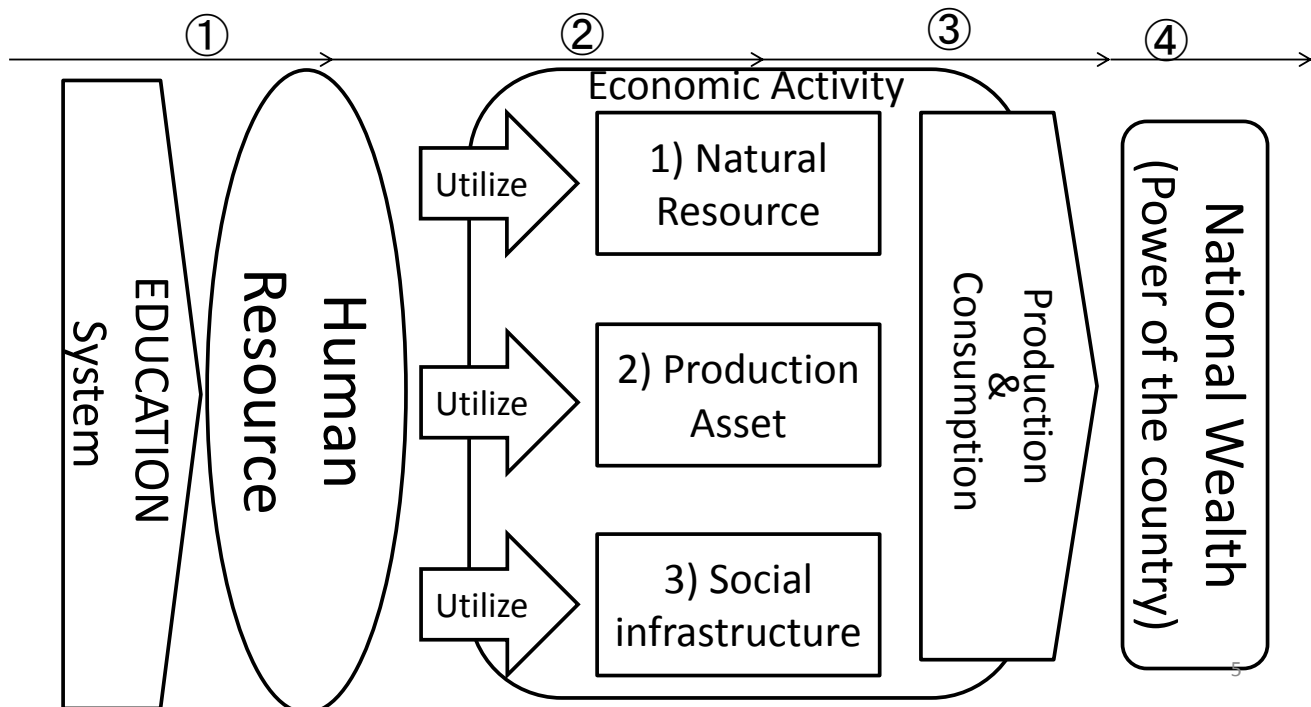 ①
②
③
④
EDUCATION
System
Human
Resource
Economic Activity
Utilize
1) Natural
Resource
Utilize
2) Production
Asset
Utilize
3) Social
infrastructure
Production
&
Consumption
National Wealth
(Power of the country)
5